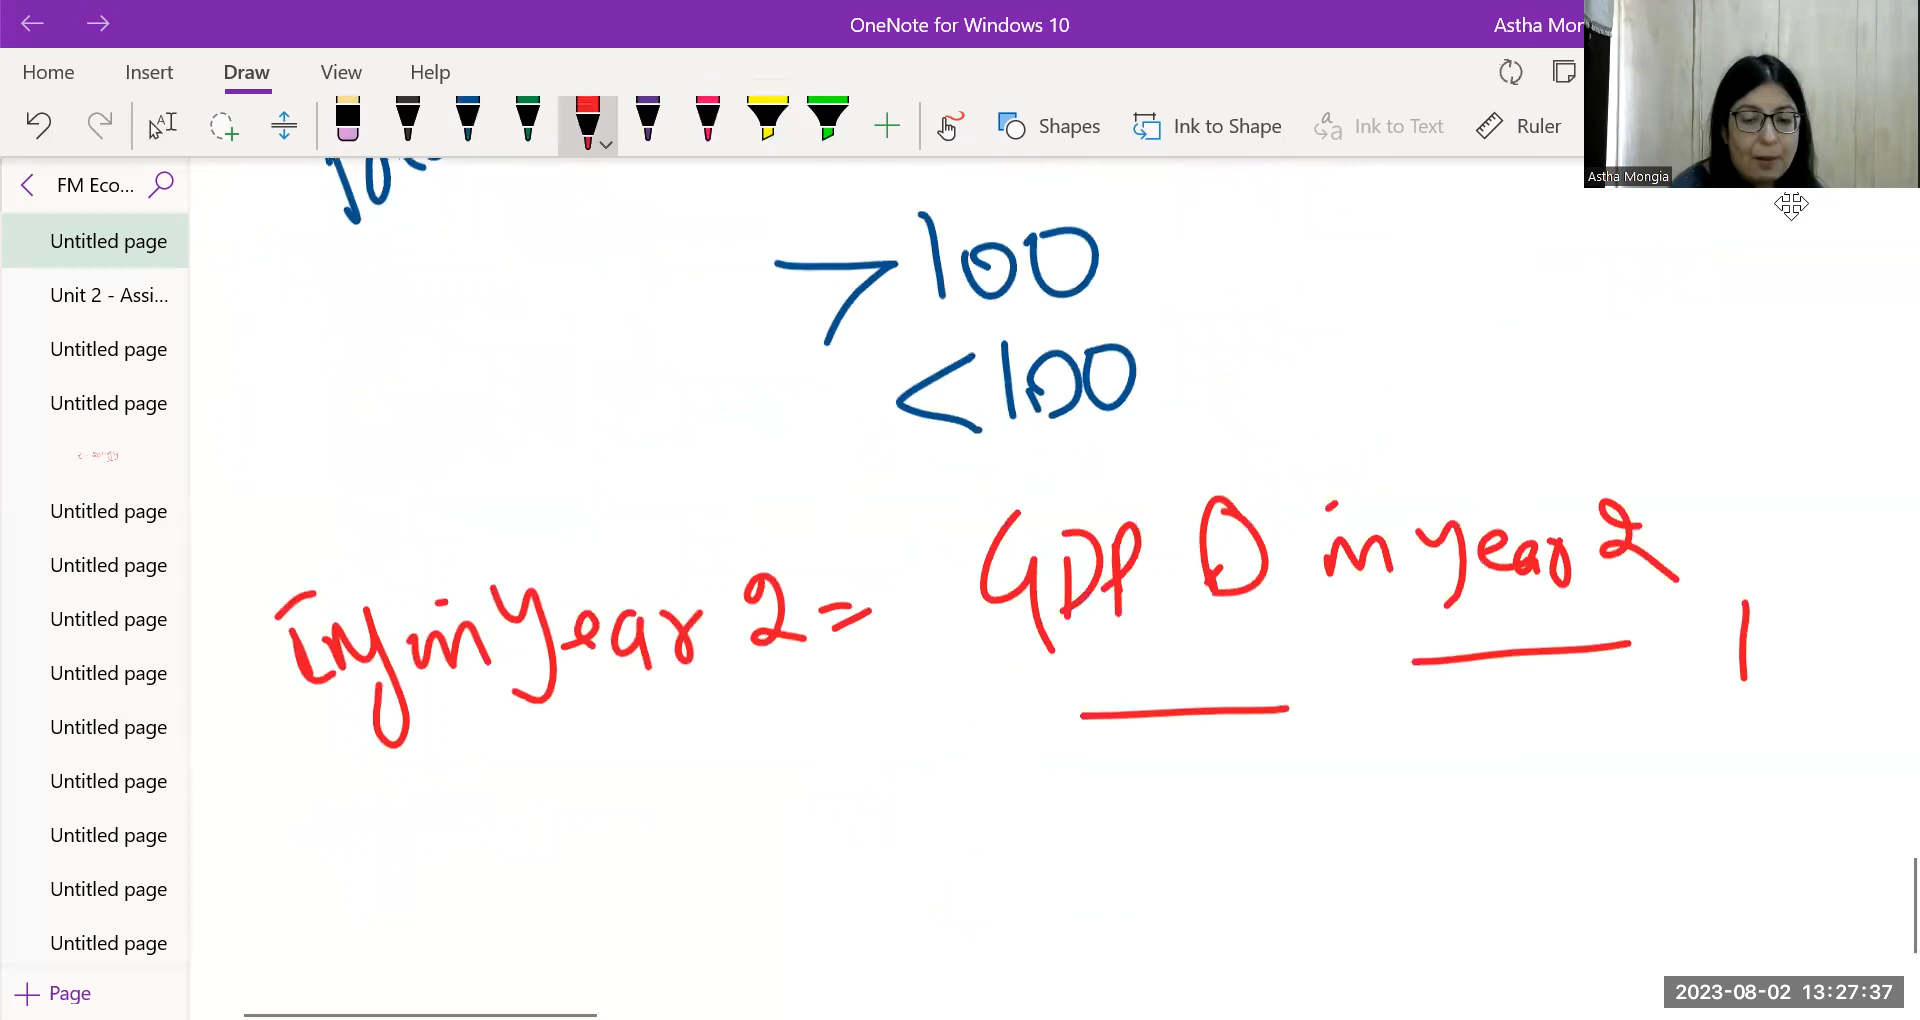 OneNote for Windows 10
Astha Mon
Home Insert Draw View Help
Shapes Ink to Shape Ink to Text Ruler
Astha Mongia
FM Eco...
Untitled page
Unit 2 - Assi...
Untitled page
Untitled page
Untitled page
Untitled page
Untitled page
Untitled page
Untitled page
Untitled page
Untitled page
Untitled page
Untitled page
+ Page
>100
<100
Inf in Year 2 = GDP D in year 2
2023-08-02 13:27:37